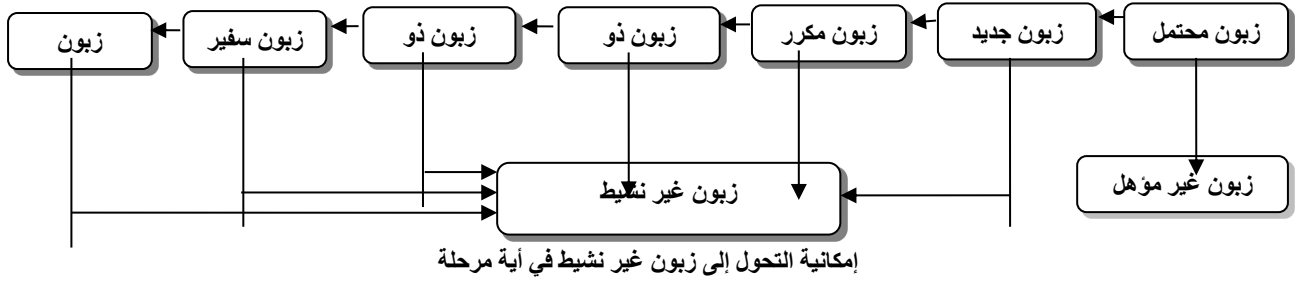 زبون محتمل
زبون جديد
زبون مكرر
زبون ذو
زبون ذو
زبون سفير
زبون
زبون غير مؤهل
زبون غير نشيط
إمكانية التحول إلى زبون غير نشيط في أية مرحلة